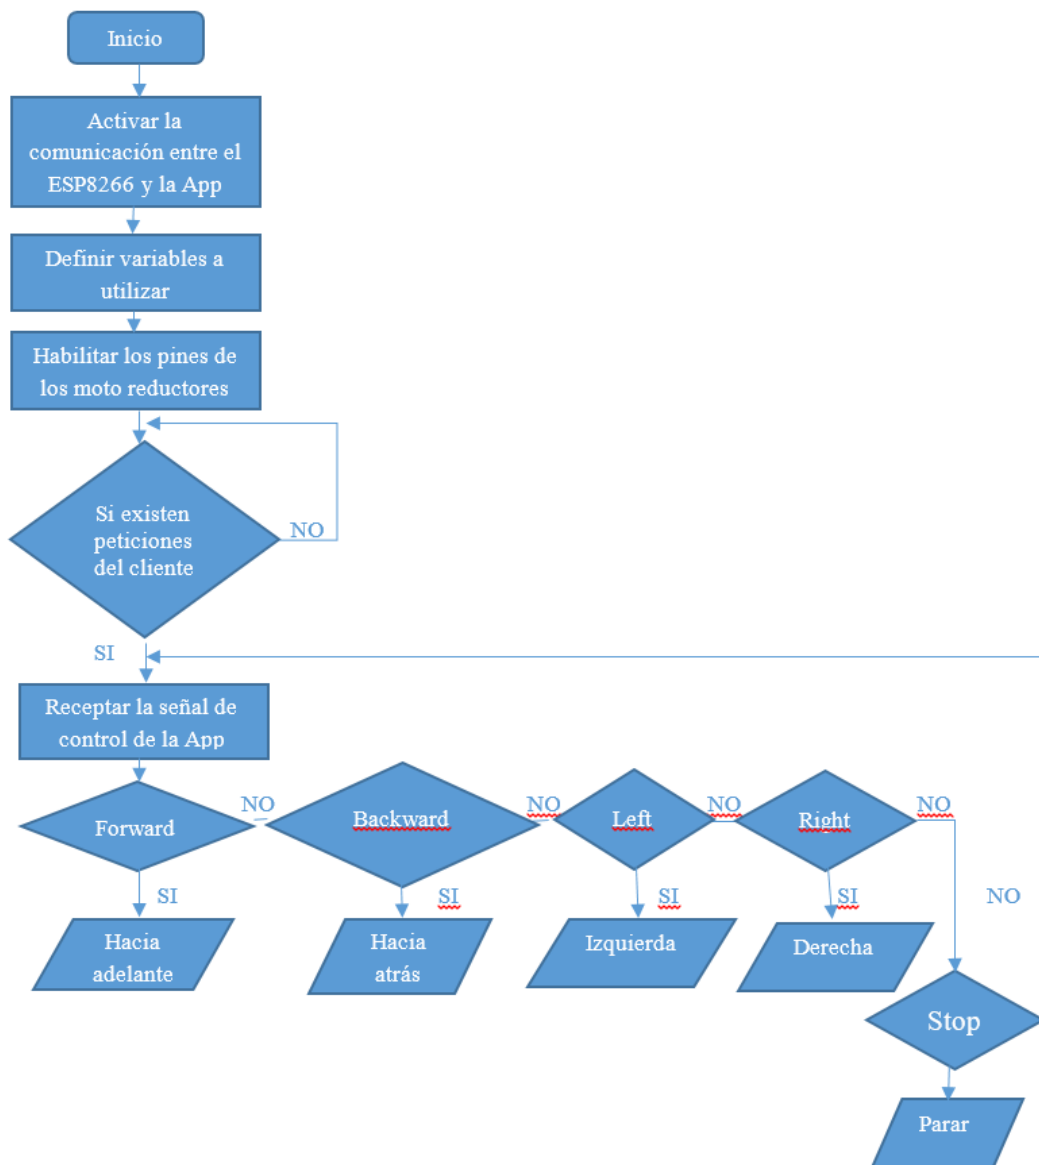 Inicio
Activar la
comunicación entre el
ESP8266 y la App
Definir variables a
utilizar
Habilitar los pines de
los moto reductores
Si existen
peticiones
del cliente
NO
SI
Receptar la señal de
control de la App
Forward
NO
Backward
NO
Left
NO
Right
NO
SI
SI
SI
SI
NO
Hacia
adelante
Hacia
atrás
Izquierda
Derecha
Stop
Parar